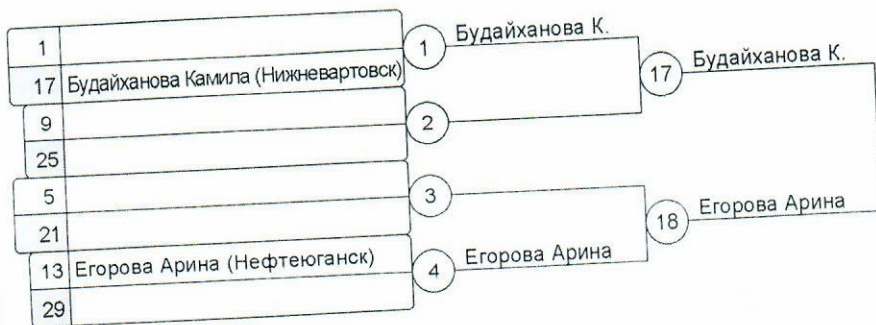 1
17 Будайханова Камила (Нижневартовск)
9
25
5
21
13 Егорова Арина (Нефтеюганск)
29
1 Будайханова К.
2
3
4 Егорова Арина
17 Будайханова К.
18 Егорова Арина